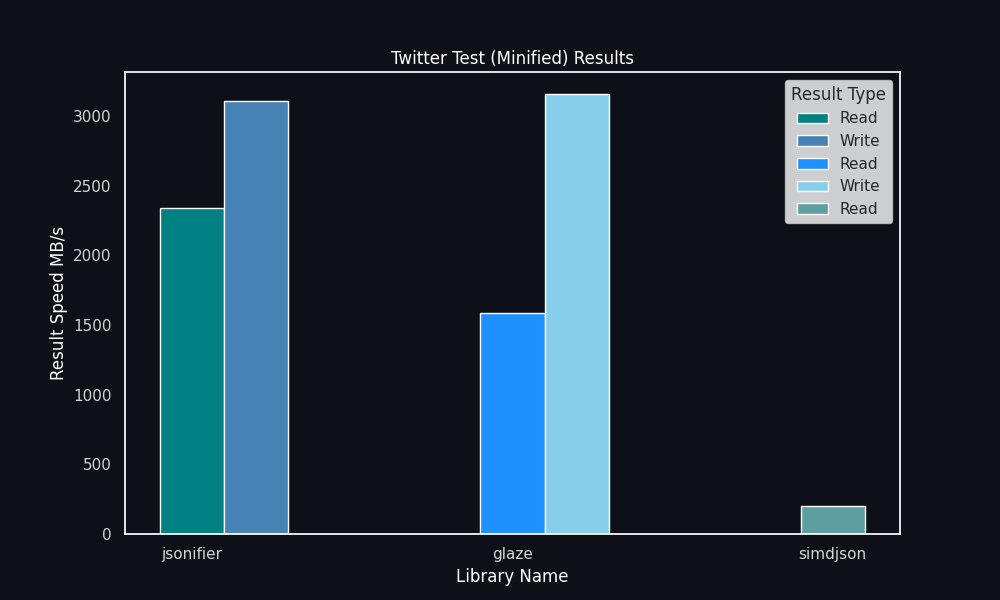 Twitter Test (Minified) Results
Result Type
Read
Write
Read
Write
Read
Result Speed MB/s
3000
2500
2000
1500
1000
500
0
jsonifier
glaze
simdjson
Library Name